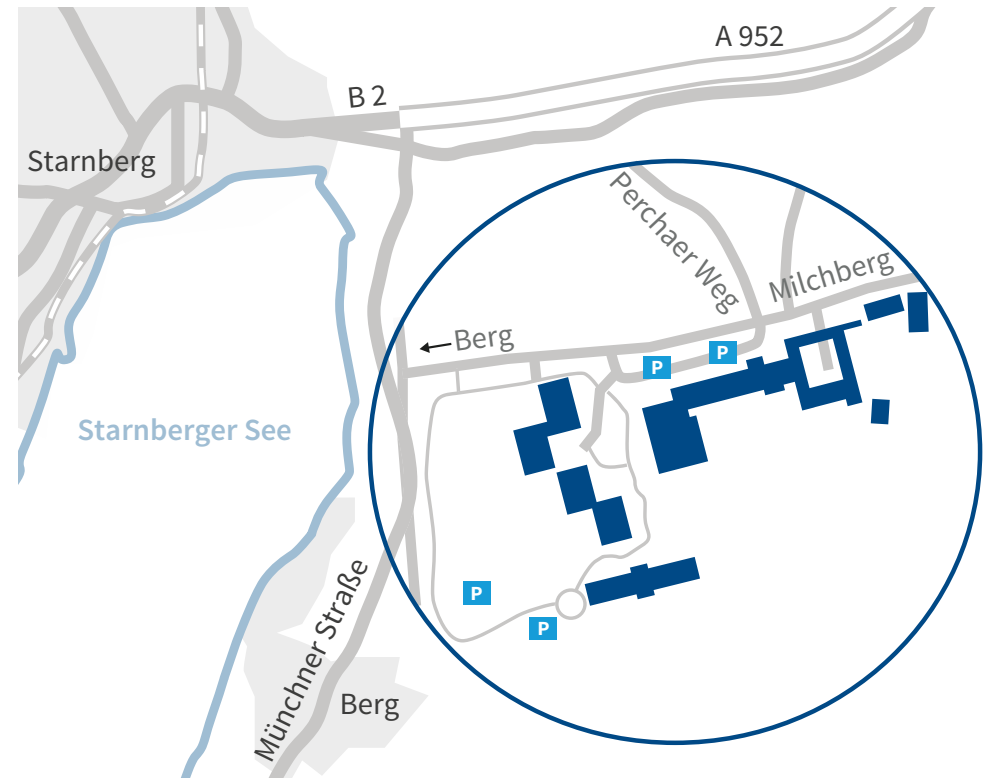 A 952
B 2
Starnberg
Perchaer Weg
Milchberg
Berg
P
P
Starnberger See
P
Münchner Straße
P
Berg